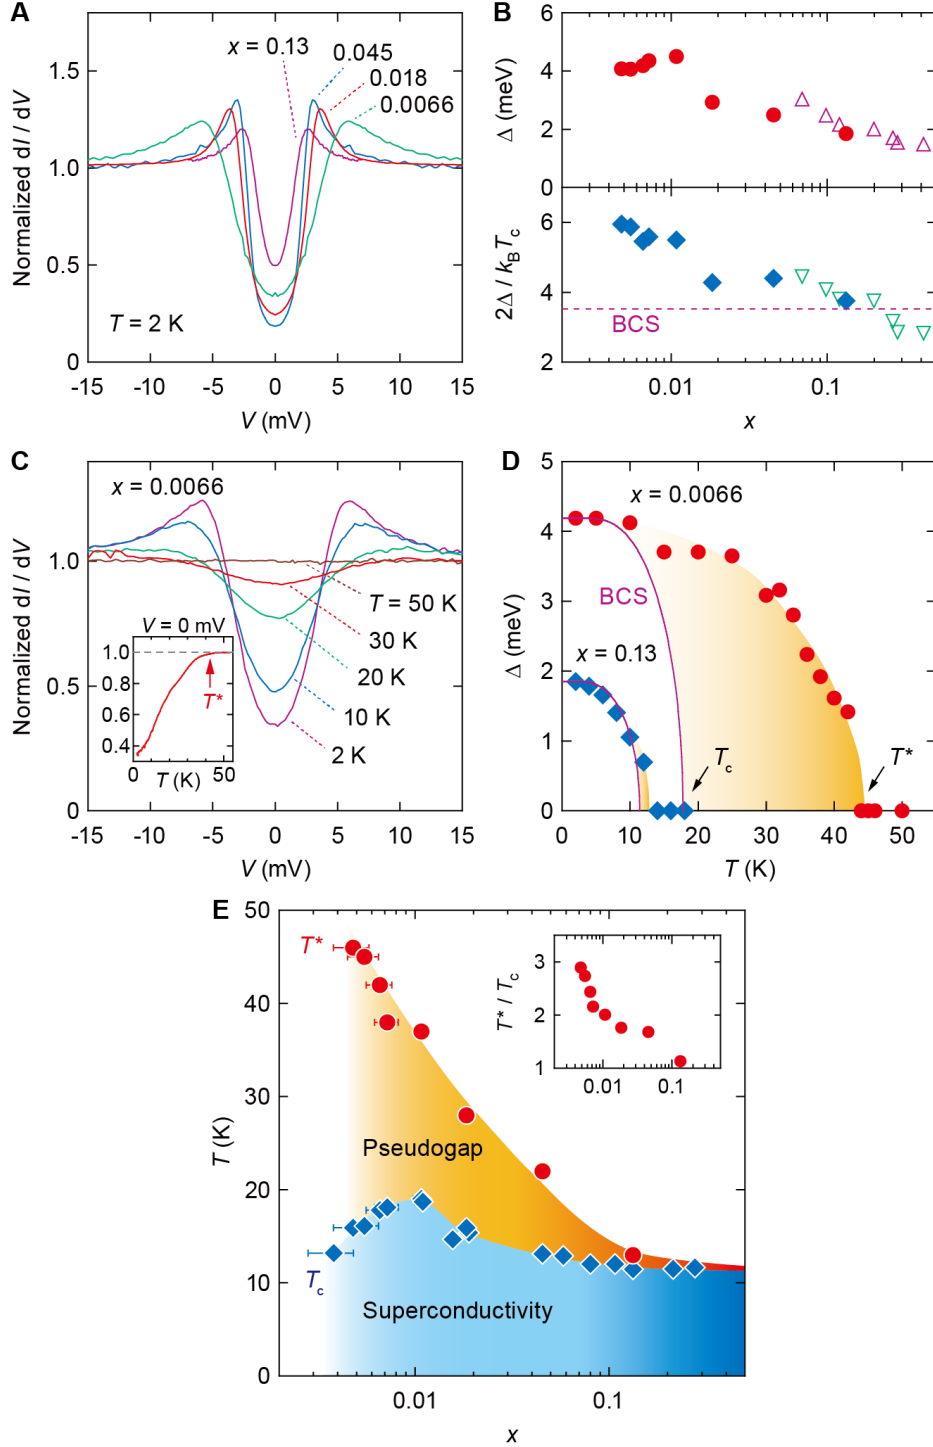 A
x = 0.13
0.045
0.018
0.0066
1.5
1.0
0.5
0
Normalized dI / dV
T = 2 K
-15 -10 -5 0 5 10 15
V (mV)
B
6
4
2
0
Δ (meV)
6
4
2
2Δ / kBTc
BCS
0.01 0.1
x
C
x = 0.0066
1.0
0.5
0
Normalized dI / dV
T = 50 K
30 K
20 K
10 K
2 K
V = 0 mV
1.0
0.8
0.6
0.4
T*
0 50
T (K)
-15 -10 -5 0 5 10 15
V (mV)
D
5
4
3
2
1
0
Δ (meV)
x = 0.0066
BCS
x = 0.13
Tc
T*
0 10 20 30 40 50
T (K)
E
50
40
30
20
10
0
T (K)
T*
Pseudogap
Tc
Superconductivity
0.01 0.1
x
3
2
1
T* / Tc
0.01 0.1